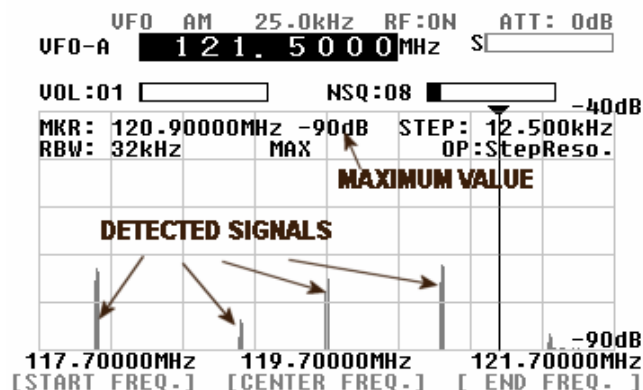 VFO AM 25.0kHz RF:ON ATT: 0dB
VFO-A 121.5000MHz S
VOL:01 NSQ:08
-40dB
MKR: 120.90000MHz -90dB STEP: 12.500kHz
RBW: 32kHz MAX OP:StepReso.
MAXIMUM VALUE
DETECTED SIGNALS
-90dB
117.70000MHz 119.70000MHz 121.70000MHz
[START FREQ.] [CENTER FREQ.] [ END FREQ. ]